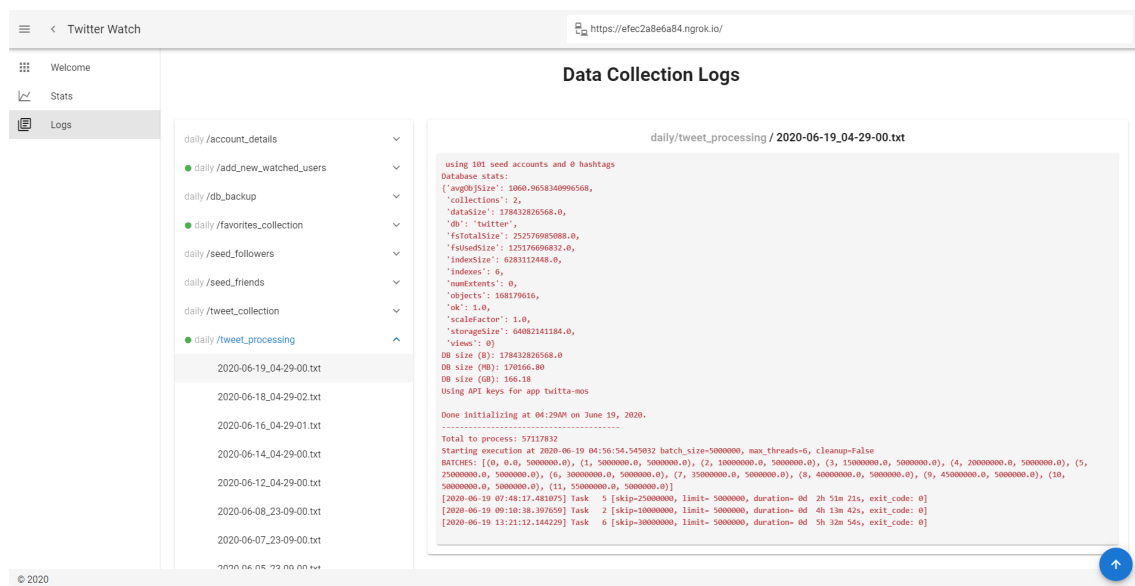 Twitter Watch
https://efec2a8e6a84.ngrok.io/
Welcome
Stats
Logs
Data Collection Logs
daily /account_details
daily /add_new_watched_users
daily /db_backup
daily /favorites_collection
daily /seed_followers
daily /seed_friends
daily /tweet_collection
daily /tweet_processing
2020-06-19_04-29-00.txt
2020-06-18_04-29-02.txt
2020-06-16_04-29-01.txt
2020-06-14_04-29-00.txt
2020-06-12_04-29-00.txt
2020-06-08_23-09-00.txt
2020-06-07_23-09-00.txt
2020-06-05_23-09-00.txt
daily/tweet_processing / 2020-06-19_04-29-00.txt
using 101 seed accounts and 0 hashtags
Database stats:
{'avgObjSize': 1060.9658340996568,
'collections': 2,
'dataSize': 178432826568.0,
'db': 'twitter',
'fsTotalSize': 252576985088.0,
'fsUsedSize': 125176696832.0,
'indexSize': 6283112448.0,
'indexes': 6,
'numExtents': 0,
'objects': 168179616,
'ok': 1.0,
'scaleFactor': 1.0,
'storageSize': 64082141184.0,
'views': 0}
DB size (B): 178432826568.0
DB size (MB): 170166.80
DB size (GB): 166.18
Using API keys for app twitta-mos
Done initializing at 04:29AM on June 19, 2020.
----------------------------------------
Total to process: 57117832
Starting execution at 2020-06-19 04:56:54.545032 batch_size=5000000, max_threads=6, cleanup=False
BATCHES: [(0, 0.0, 5000000.0), (1, 5000000.0, 5000000.0), (2, 10000000.0, 5000000.0), (3, 15000000.0, 5000000.0), (4, 20000000.0, 5000000.0), (5,
25000000.0, 5000000.0), (6, 30000000.0, 5000000.0), (7, 35000000.0, 5000000.0), (8, 40000000.0, 5000000.0), (9, 45000000.0, 5000000.0), (10,
50000000.0, 5000000.0), (11, 55000000.0, 5000000.0)]
[2020-06-19 07:48:17.481075] Task 5 [skip=25000000, limit= 5000000, duration= 0d 2h 51m 21s, exit_code: 0]
[2020-06-19 09:10:38.397659] Task 2 [skip=10000000, limit= 5000000, duration= 0d 4h 13m 42s, exit_code: 0]
[2020-06-19 13:21:12.144229] Task 6 [skip=30000000, limit= 5000000, duration= 0d 5h 32m 54s, exit_code: 0]
© 2020